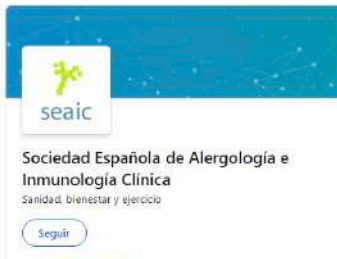 seaic
Sociedad Española de Alergología e
Inmunología Clínica
Sanidad, bienestar y ejercicio
Seguir